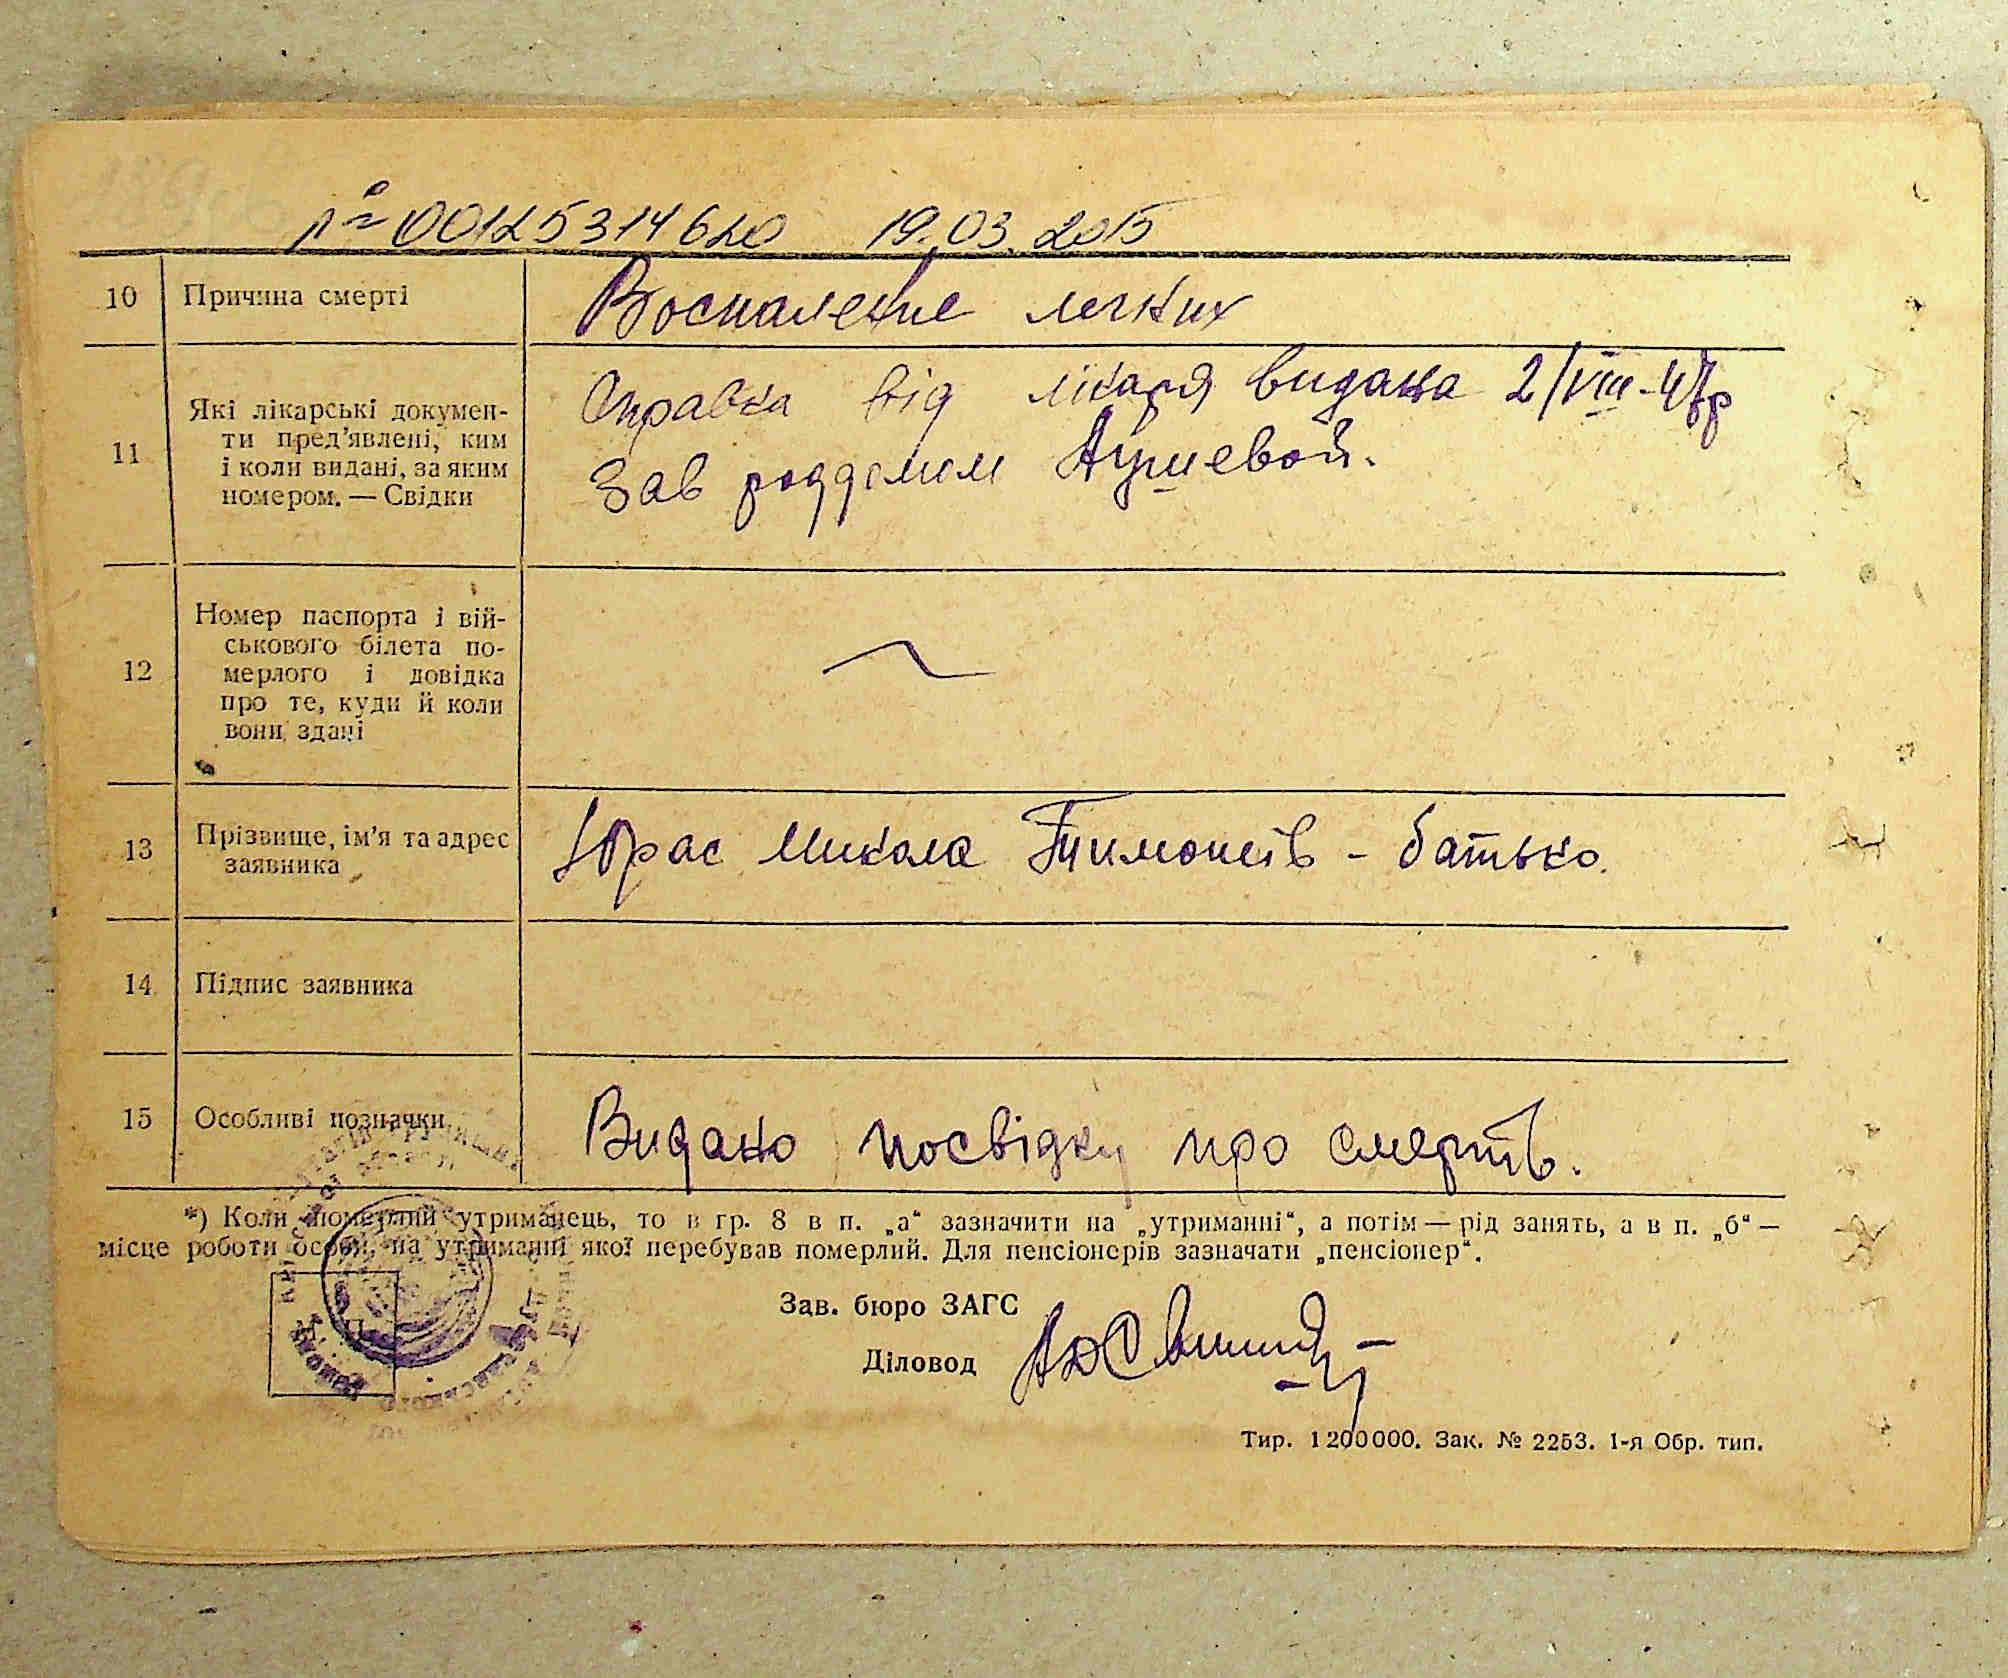 № 00125314620 19.03.2015
10 Причина смерті Воспаление легких
11 Які лікарські докумен-
ти пред'явлені, ким
і коли видані, за яким
номером. — Свідки
Справка від лікаря видана 2/VIII-47р
Зав роддомом
12 Номер паспорта і вій-
ськового білета по-
мерлого і довідка
про те, куди й коли
вони здані
13 Прізвище, ім'я та адрес
заявника
Юрас Микола Тимонеів - батько.
14 Підпис заявника
15 Особливі позначки Видано посвідку про смерть.
*) Коли померлий утриманець, то в гр. 8 в п. „а“ зазначити на „утриманні“, а потім — рід занять, а в п. „б“ —
місце роботи особи, на утриманні якої перебував померлий. Для пенсіонерів зазначати „пенсіонер“.
Зав. бюро ЗАГС
Діловод
Тир. 1200000. Зак. № 2253. 1-я Обр. тип.